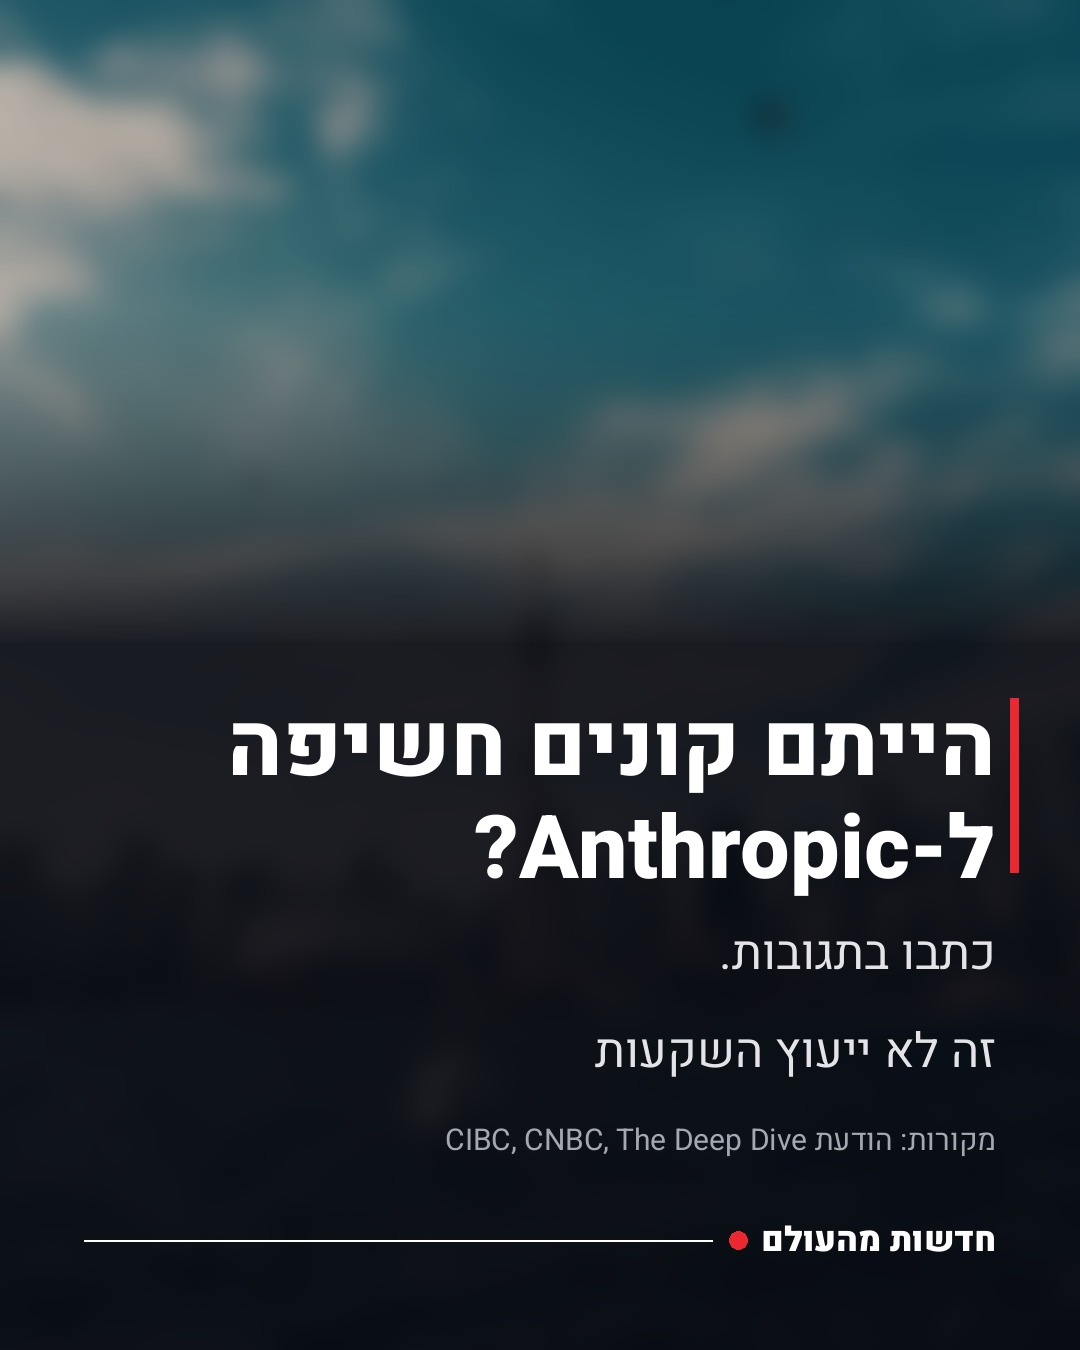 הייתם קונים חשיפה
ל-Anthropic?
כתבו בתגובות.
זה לא ייעוץ השקעות
מקורות: הודעת CIBC, CNBC, The Deep Dive
חדשות מהעולם